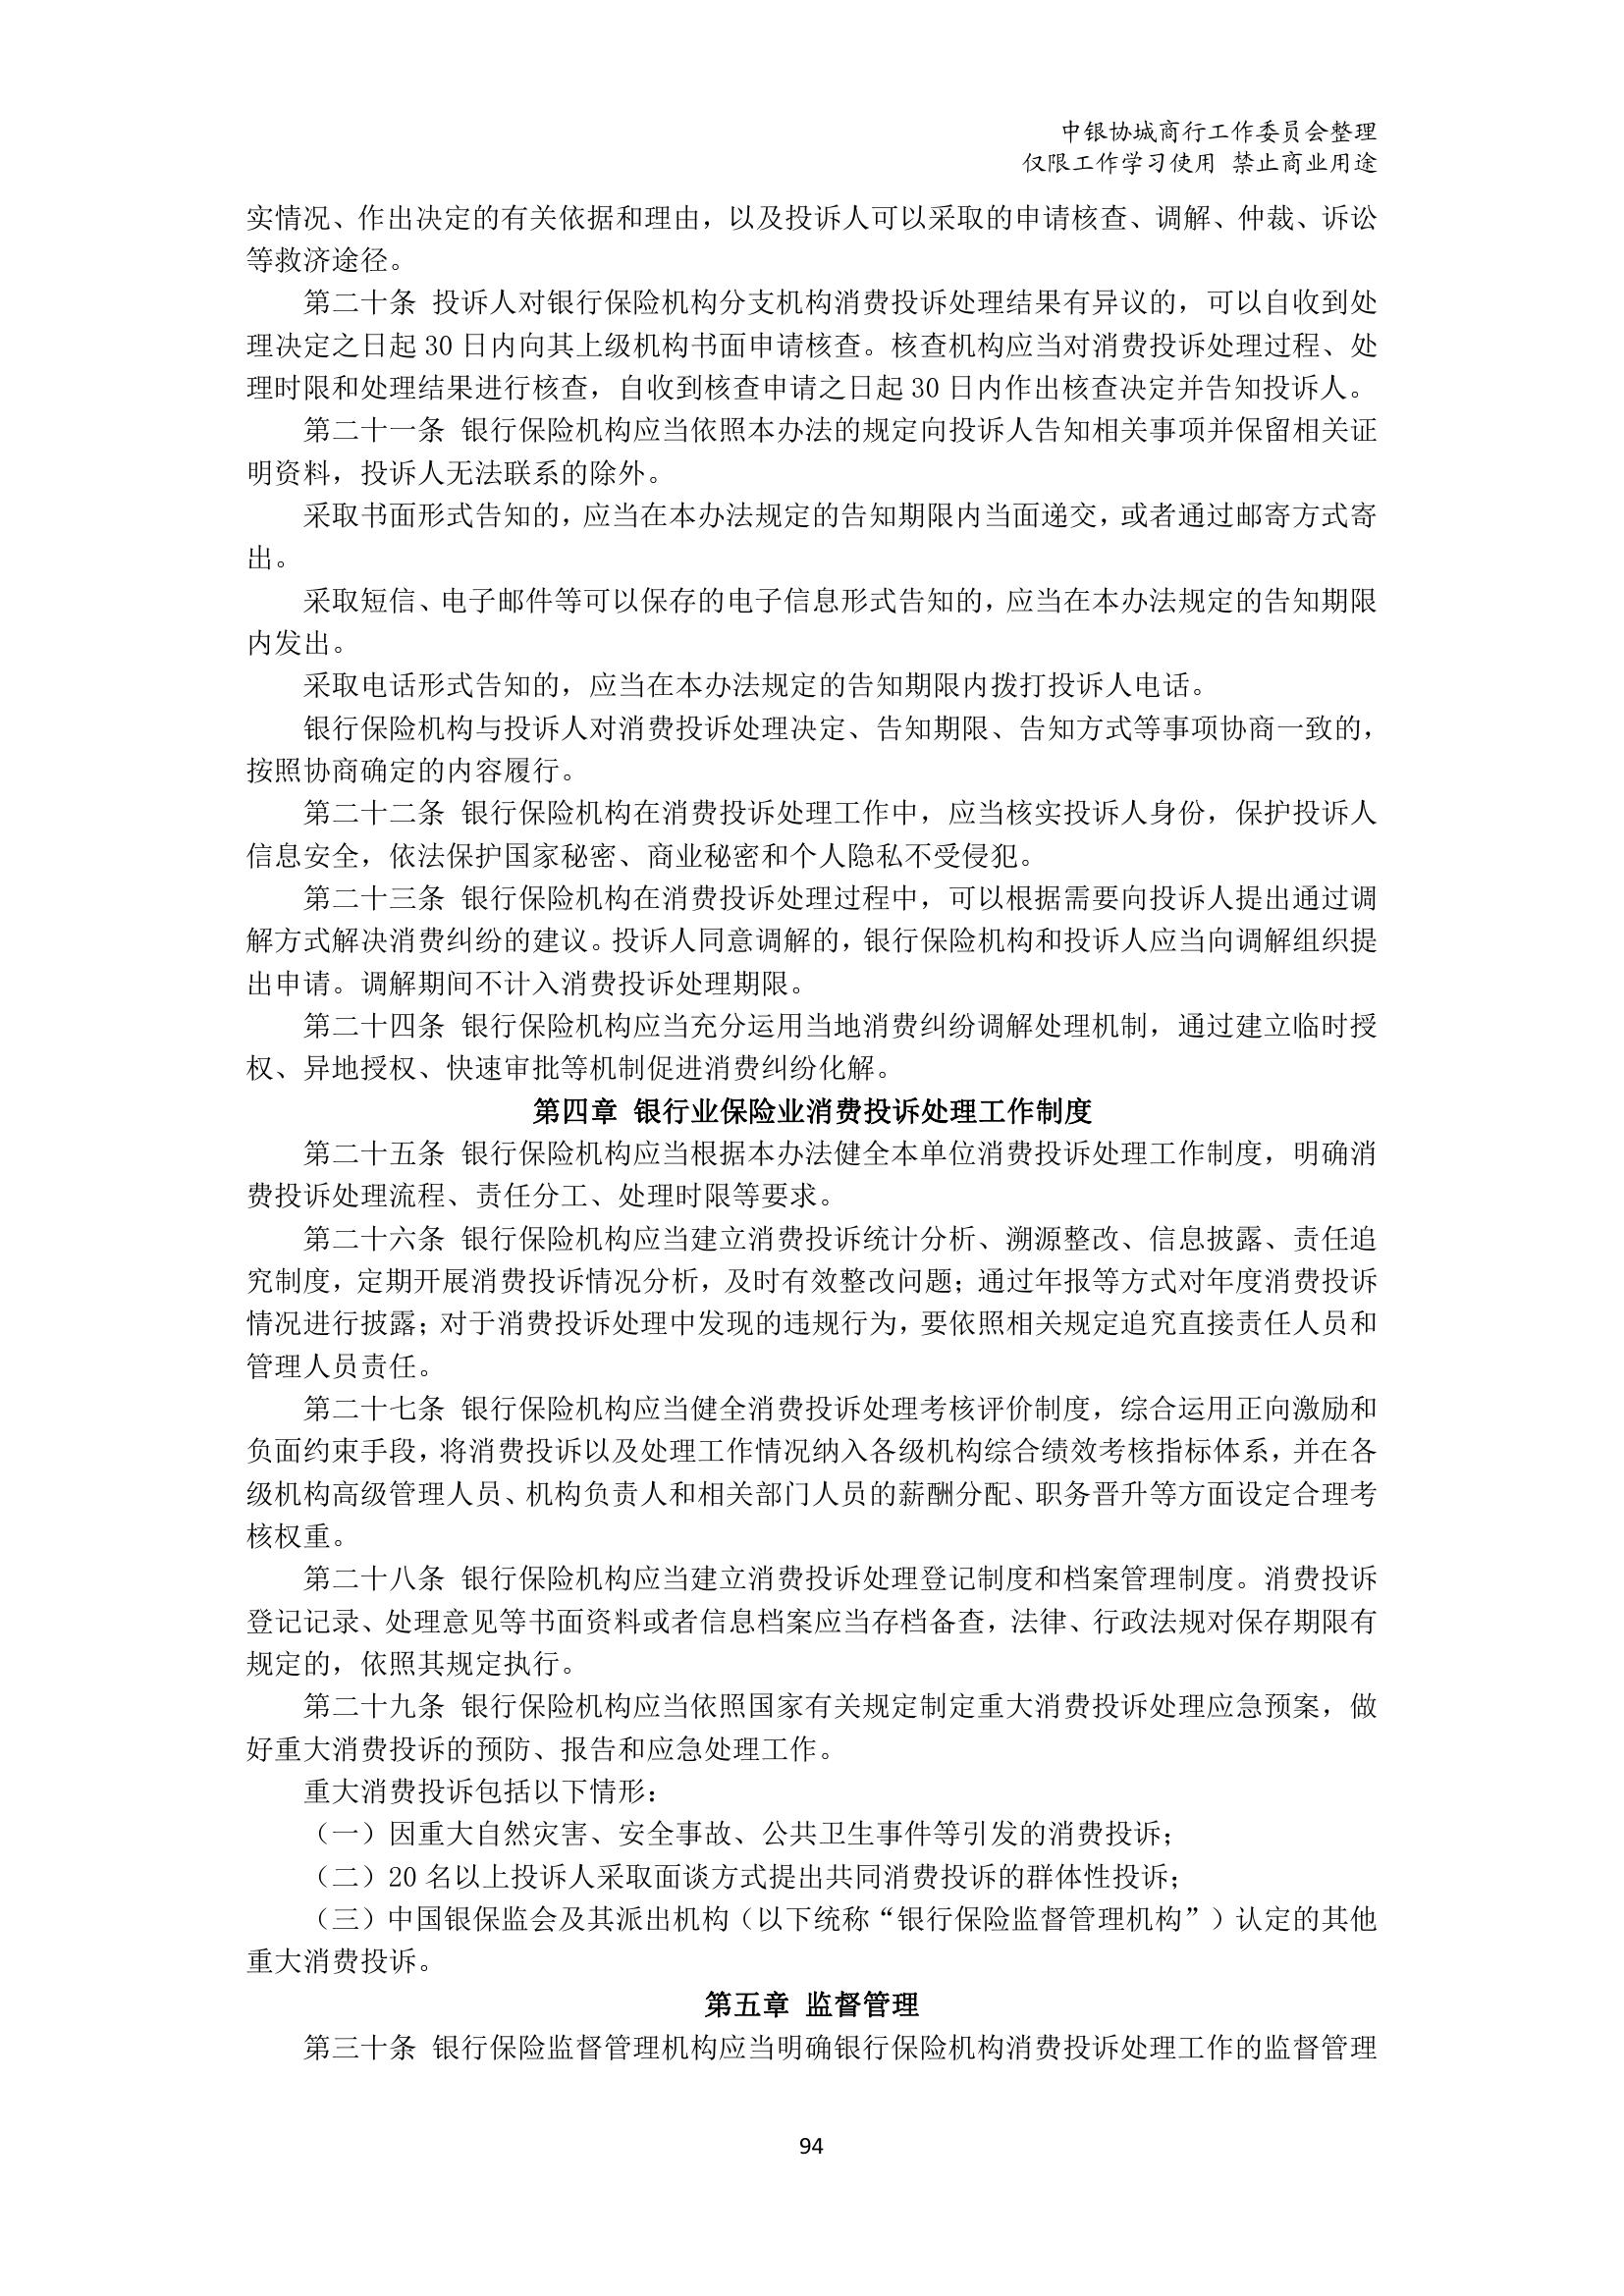 中银协城商行工作委员会整理
仅限工作学习使用 禁止商业用途
实情况、作出决定的有关依据和理由，以及投诉人可以采取的申请核查、调解、仲裁、诉讼
等救济途径。
第二十条 投诉人对银行保险机构分支机构消费投诉处理结果有异议的，可以自收到处
理决定之日起 30 日内向其上级机构书面申请核查。核查机构应当对消费投诉处理过程、处
理时限和处理结果进行核查，自收到核查申请之日起 30 日内作出核查决定并告知投诉人。
第二十一条 银行保险机构应当依照本办法的规定向投诉人告知相关事项并保留相关证
明资料，投诉人无法联系的除外。
采取书面形式告知的，应当在本办法规定的告知期限内当面递交，或者通过邮寄方式寄
出。
采取短信、电子邮件等可以保存的电子信息形式告知的，应当在本办法规定的告知期限
内发出。
采取电话形式告知的，应当在本办法规定的告知期限内拨打投诉人电话。
银行保险机构与投诉人对消费投诉处理决定、告知期限、告知方式等事项协商一致的，
按照协商确定的内容履行。
第二十二条 银行保险机构在消费投诉处理工作中，应当核实投诉人身份，保护投诉人
信息安全，依法保护国家秘密、商业秘密和个人隐私不受侵犯。
第二十三条 银行保险机构在消费投诉处理过程中，可以根据需要向投诉人提出通过调
解方式解决消费纠纷的建议。投诉人同意调解的，银行保险机构和投诉人应当向调解组织提
出申请。调解期间不计入消费投诉处理期限。
第二十四条 银行保险机构应当充分运用当地消费纠纷调解处理机制，通过建立临时授
权、异地授权、快速审批等机制促进消费纠纷化解。
第四章 银行业保险业消费投诉处理工作制度
第二十五条 银行保险机构应当根据本办法健全本单位消费投诉处理工作制度，明确消
费投诉处理流程、责任分工、处理时限等要求。
第二十六条 银行保险机构应当建立消费投诉统计分析、溯源整改、信息披露、责任追
究制度，定期开展消费投诉情况分析，及时有效整改问题；通过年报等方式对年度消费投诉
情况进行披露；对于消费投诉处理中发现的违规行为，要依照相关规定追究直接责任人员和
管理人员责任。
第二十七条 银行保险机构应当健全消费投诉处理考核评价制度，综合运用正向激励和
负面约束手段，将消费投诉以及处理工作情况纳入各级机构综合绩效考核指标体系，并在各
级机构高级管理人员、机构负责人和相关部门人员的薪酬分配、职务晋升等方面设定合理考
核权重。
第二十八条 银行保险机构应当建立消费投诉处理登记制度和档案管理制度。消费投诉
登记记录、处理意见等书面资料或者信息档案应当存档备查，法律、行政法规对保存期限有
规定的，依照其规定执行。
第二十九条 银行保险机构应当依照国家有关规定制定重大消费投诉处理应急预案，做
好重大消费投诉的预防、报告和应急处理工作。
重大消费投诉包括以下情形：
（一）因重大自然灾害、安全事故、公共卫生事件等引发的消费投诉；
（二）20 名以上投诉人采取面谈方式提出共同消费投诉的群体性投诉；
（三）中国银保监会及其派出机构（以下统称“银行保险监督管理机构”）认定的其他
重大消费投诉。
第五章 监督管理
第三十条 银行保险监督管理机构应当明确银行保险机构消费投诉处理工作的监督管理
94